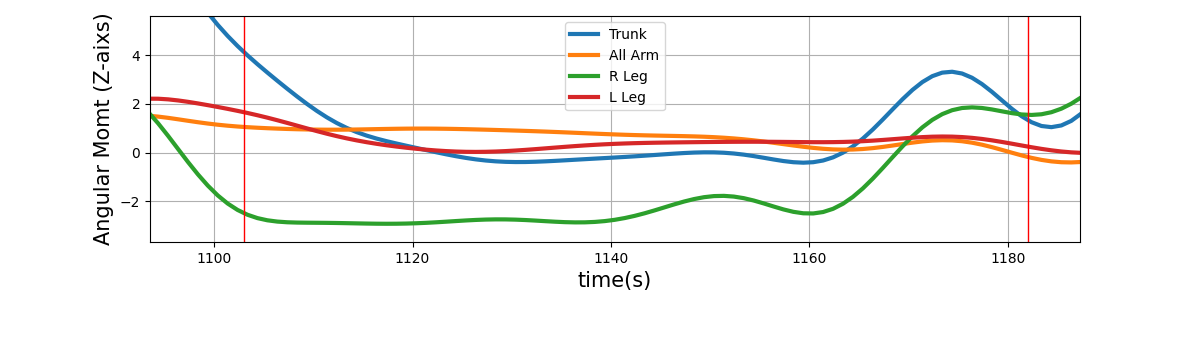 Angular Momt (Z-aixs)
4
2
0
−2
Trunk
All Arm
R Leg
L Leg
1100
1120
1140
1160
1180
time(s)